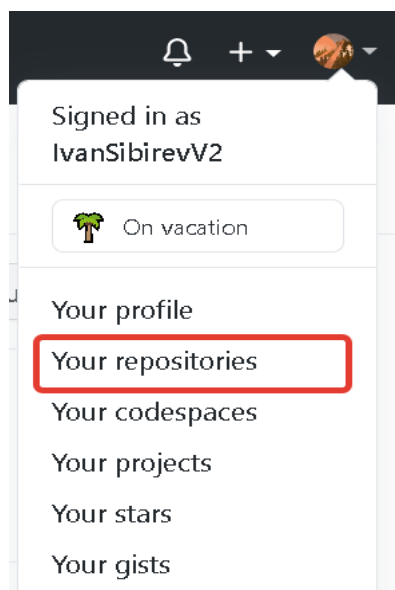 Signed in as
IvanSibirevV2
On vacation
Your profile
Your repositories
Your codespaces
Your projects
Your stars
Your gists